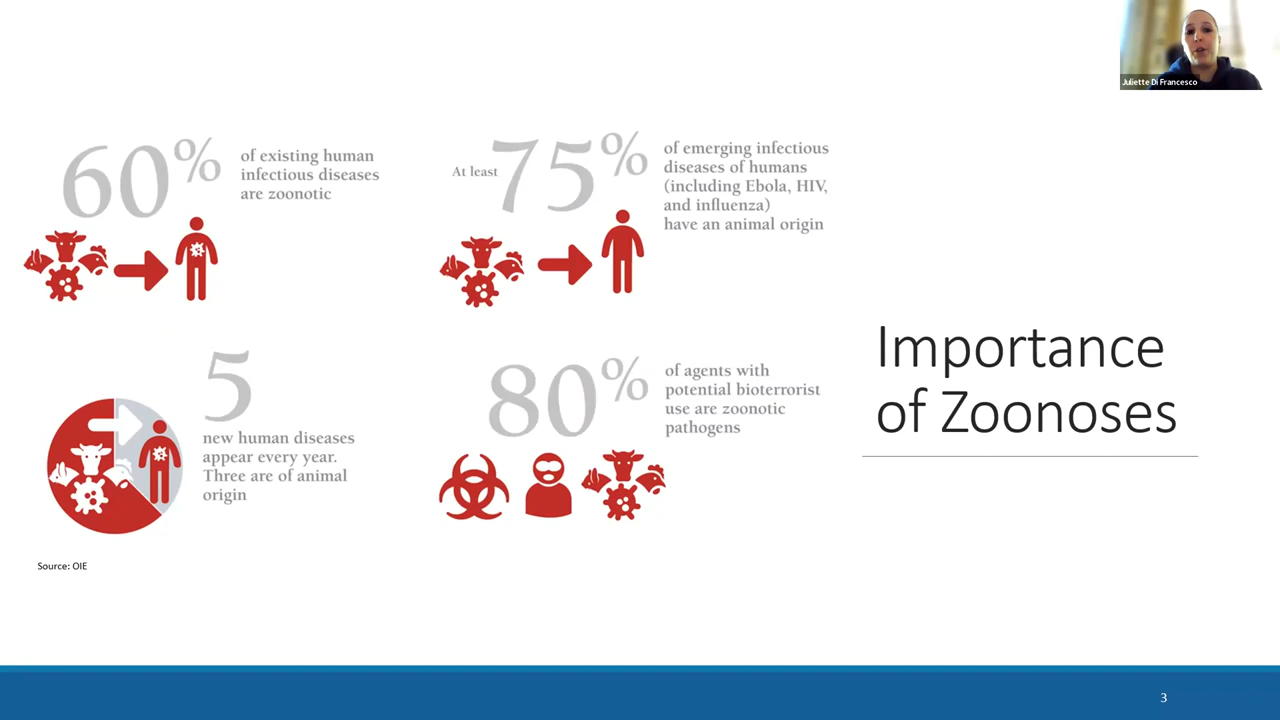 Juliette Di Francesco
60%
of existing human
infectious diseases
are zoonotic
At least 75%
of emerging infectious
diseases of humans
(including Ebola, HIV,
and influenza)
have an animal origin
5
new human diseases
appear every year.
Three are of animal
origin
80%
of agents with
potential bioterrorist
use are zoonotic
pathogens
Importance
of Zoonoses
Source: OIE
3